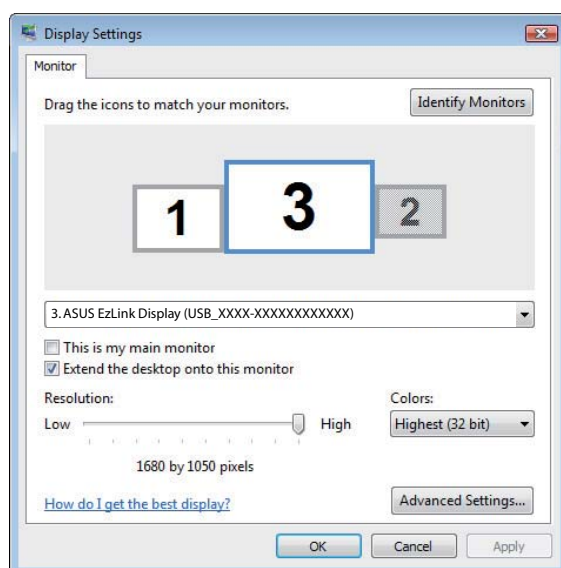 Display Settings
Monitor
Drag the icons to match your monitors.
Identify Monitors
1
3
2
3. ASUS EzLink Display (USB_XXXX-XXXXXXXXXXXXX)
This is my main monitor
Extend the desktop onto this monitor
Resolution:
Colors:
Low
High
Highest (32 bit)
1680 by 1050 pixels
How do I get the best display?
Advanced Settings...
OK
Cancel
Apply